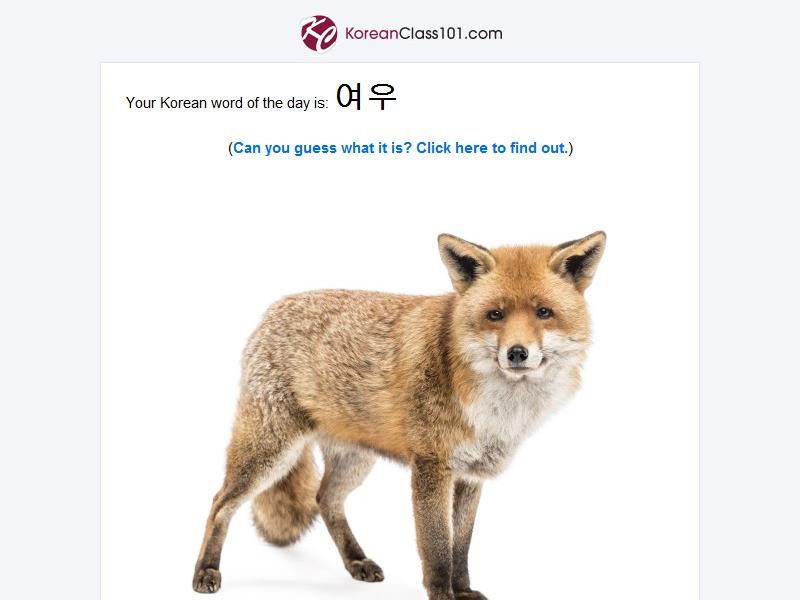 KoreanClass101.com
Your Korean word of the day is: 여우
(Can you guess what it is? Click here to find out.)